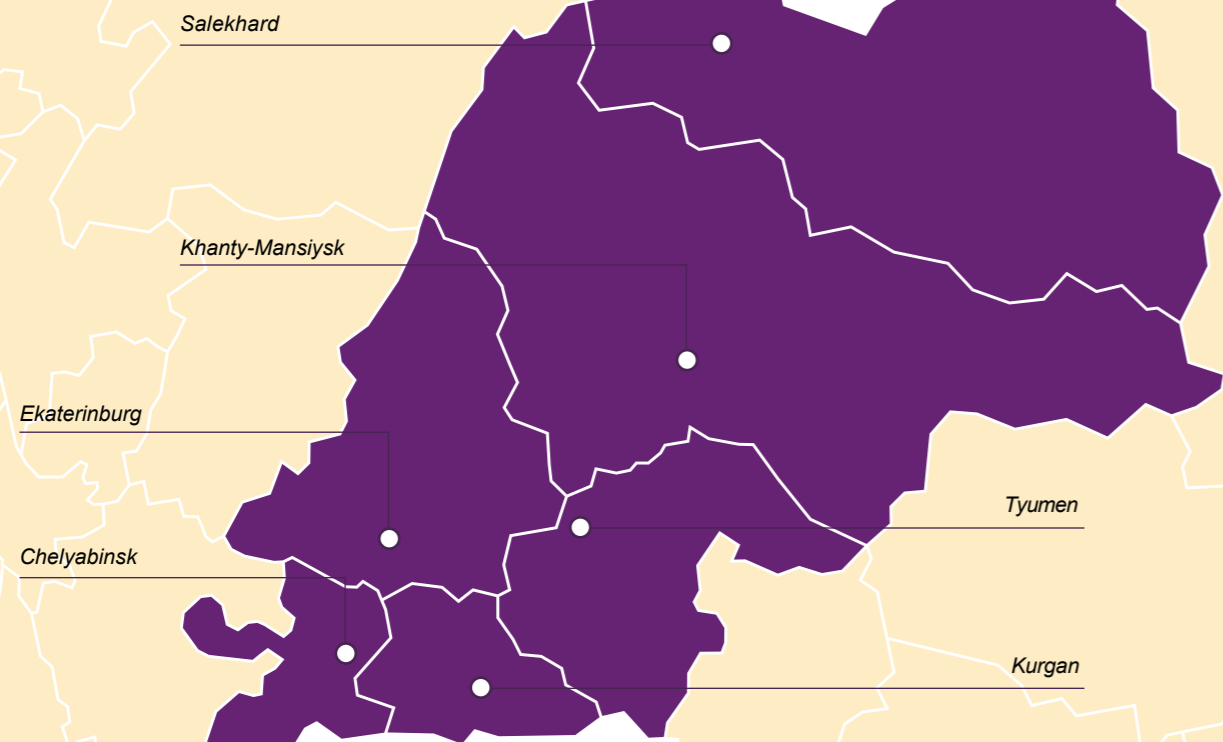 Salekhard
Khanty-Mansiysk
Ekaterinburg
Tyumen
Chelyabinsk
Kurgan